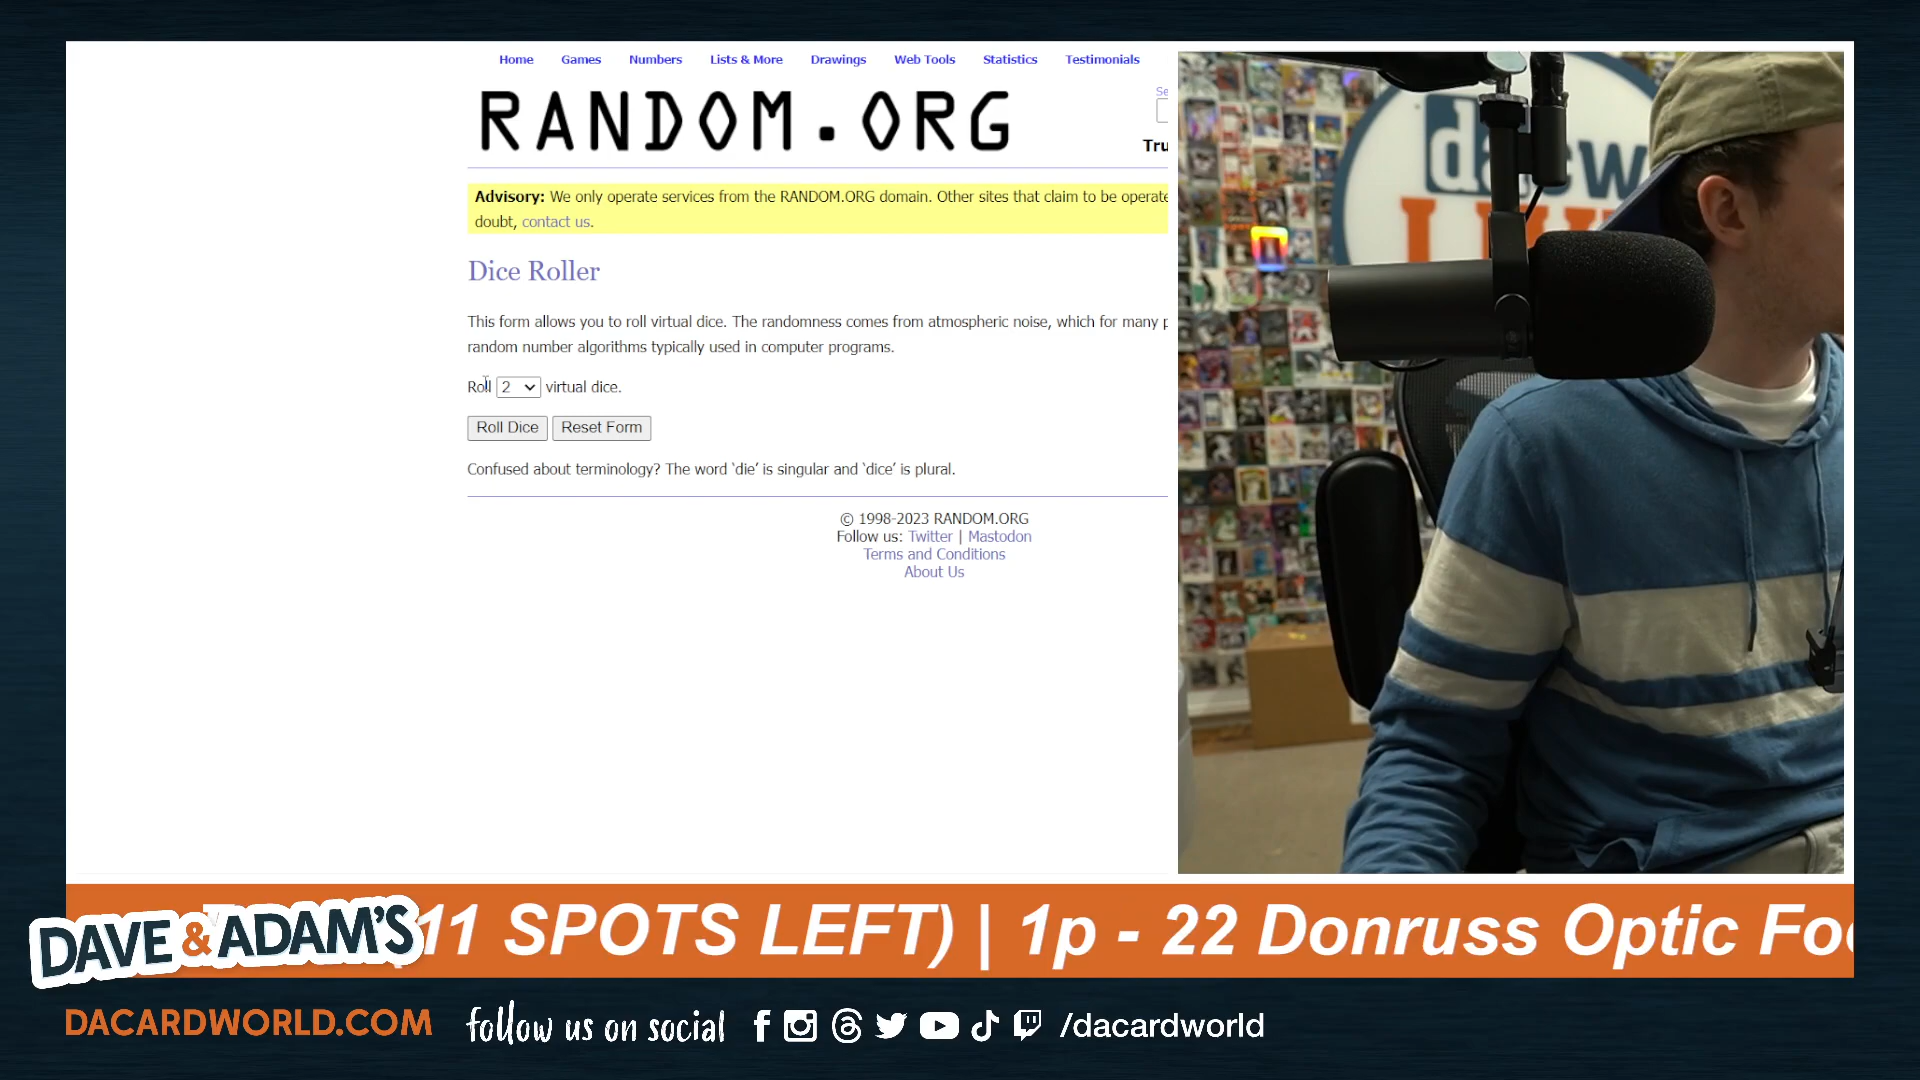 Home Games Numbers Lists & More Drawings Web Tools Statistics Testimonials
RANDOM.ORG
Se
Tru
Advisory: We only operate services from the RANDOM.ORG domain. Other sites that claim to be operate
doubt, contact us.
Dice Roller
This form allows you to roll virtual dice. The randomness comes from atmospheric noise, which for many p
random number algorithms typically used in computer programs.
Roll 2 virtual dice.
Roll Dice Reset Form
Confused about terminology? The word ‘die’ is singular and ‘dice’ is plural.
© 1998-2023 RANDOM.ORG
Follow us: Twitter | Mastodon
Terms and Conditions
About Us
dacw
DAVE & ADAM'S
11 SPOTS LEFT) | 1p - 22 Donruss Optic Foo
DACARDWORLD.COM follow us on social /dacardworld